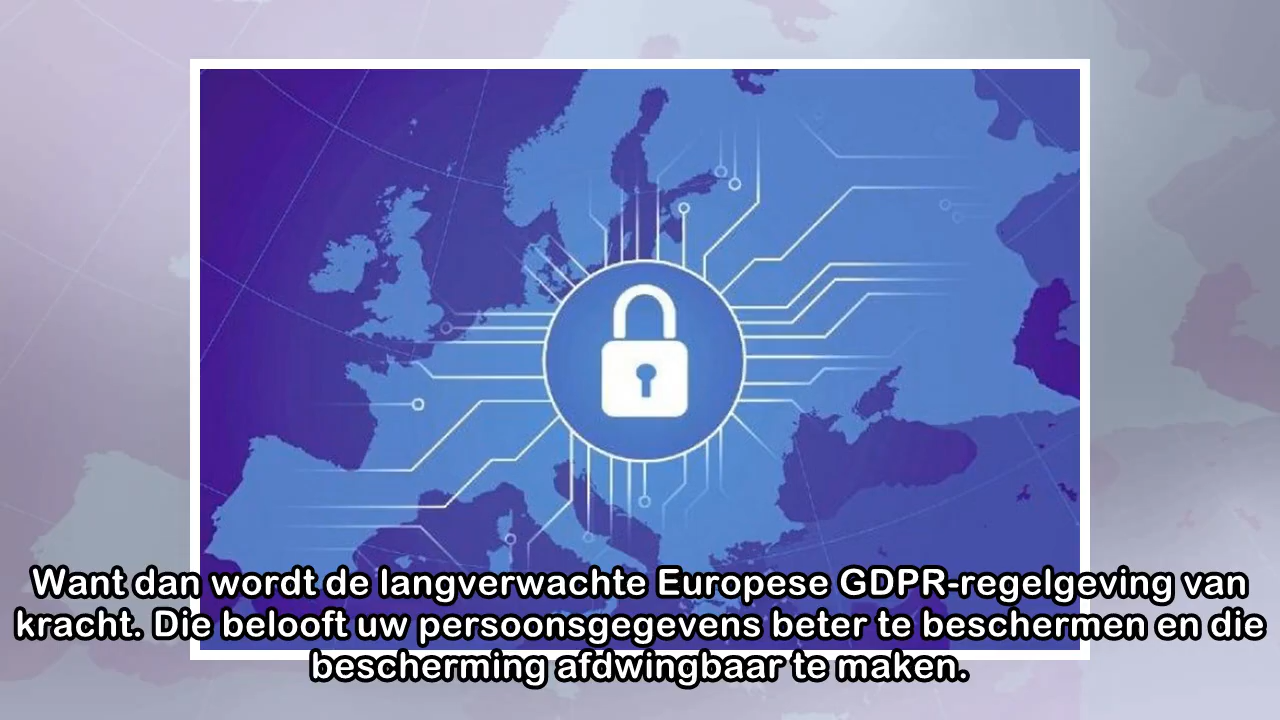 Want dan wordt de langverwachte Europese GDPR-regelgeving van
kracht. Die belooft uw persoonsgegevens beter te beschermen en die
bescherming afdwingbaar te maken.